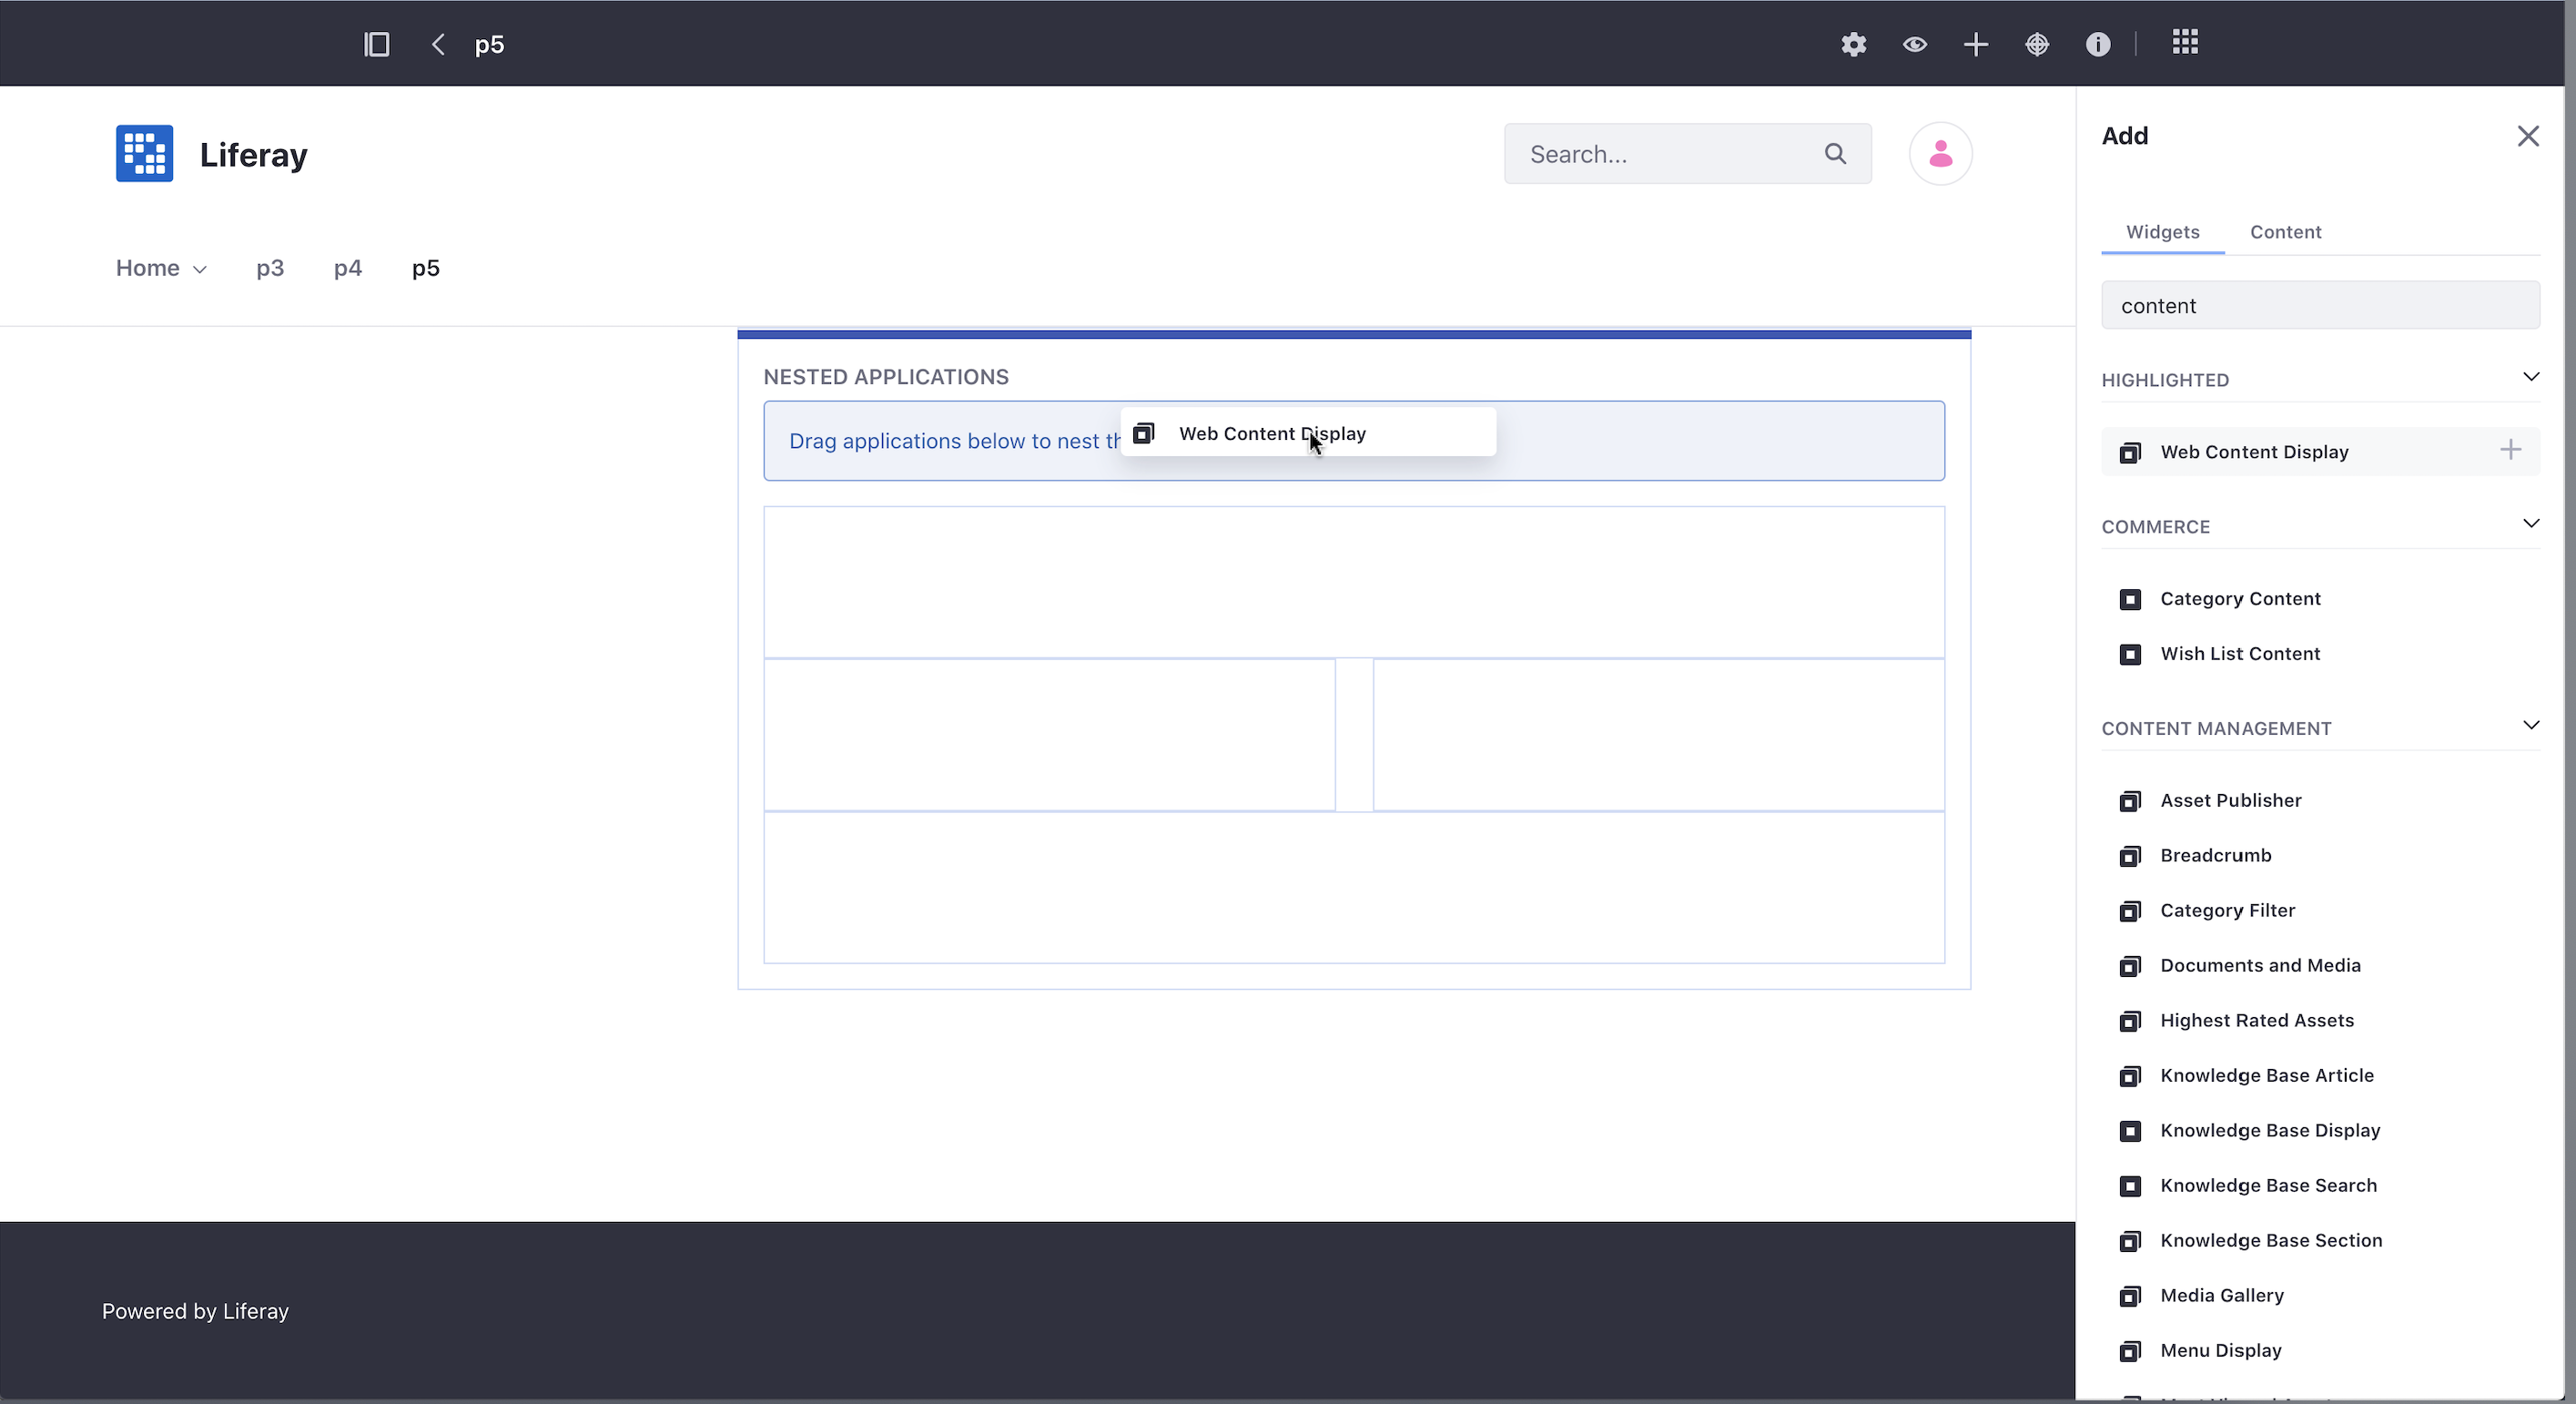 p5
Liferay
Search...
Home
p3
p4
p5
NESTED APPLICATIONS
Drag applications below to nest th
Web Content Display
Powered by Liferay
Add
Widgets
Content
content
HIGHLIGHTED
Web Content Display
COMMERCE
Category Content
Wish List Content
CONTENT MANAGEMENT
Asset Publisher
Breadcrumb
Category Filter
Documents and Media
Highest Rated Assets
Knowledge Base Article
Knowledge Base Display
Knowledge Base Search
Knowledge Base Section
Media Gallery
Menu Display